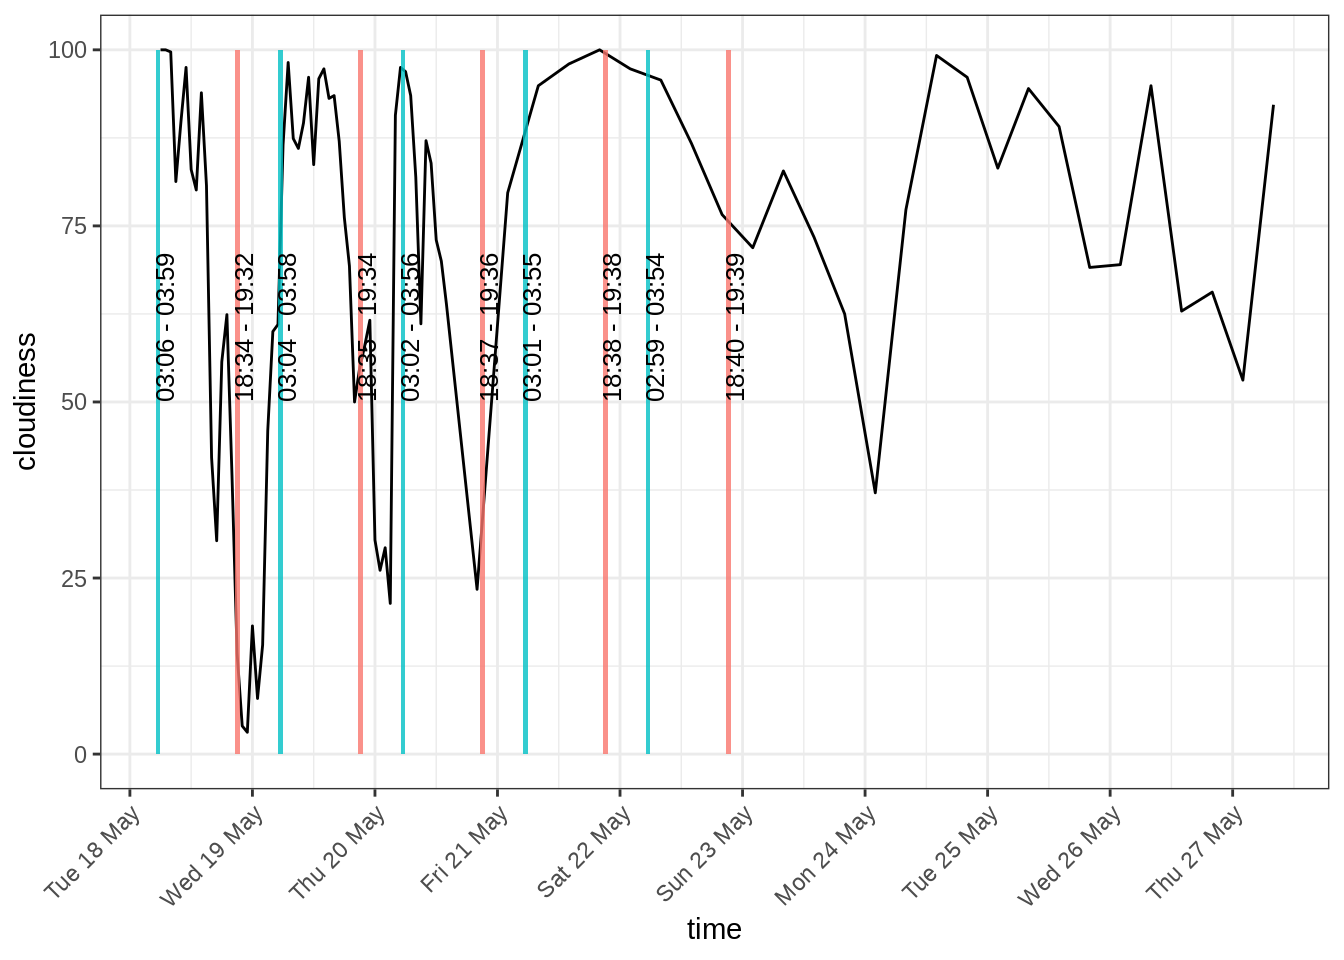 100
75
50
25
0
cloudiness
03:06 - 03:59
18:34 - 19:32
03:04 - 03:58
18:35 - 19:34
03:02 - 03:56
18:37 - 19:36
03:01 - 03:55
18:38 - 19:38
02:59 - 03:54
18:40 - 19:39
Tue 18 May
Wed 19 May
Thu 20 May
Fri 21 May
Sat 22 May
Sun 23 May
Mon 24 May
Tue 25 May
Wed 26 May
Thu 27 May
time